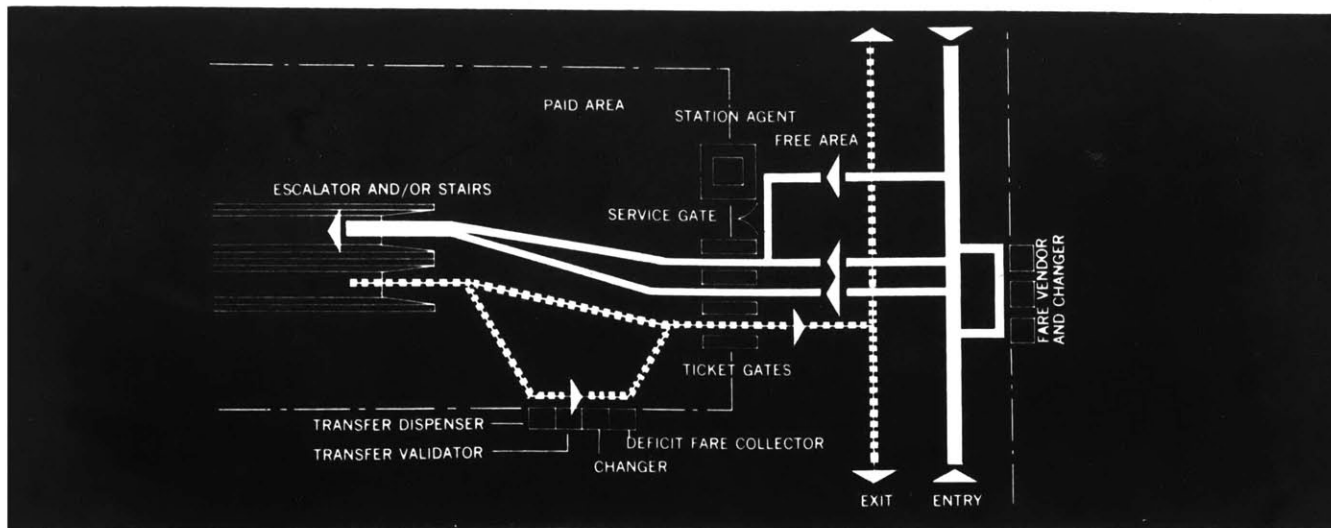 PAID AREA
STATION AGENT
FREE AREA
ESCALATOR AND/OR STAIRS
SERVICE GATE
FARE VENDOR
AND CHANGER
TICKET GATES
TRANSFER DISPENSER
DEFICIT FARE COLLECTOR
TRANSFER VALIDATOR
CHANGER
EXIT
ENTRY